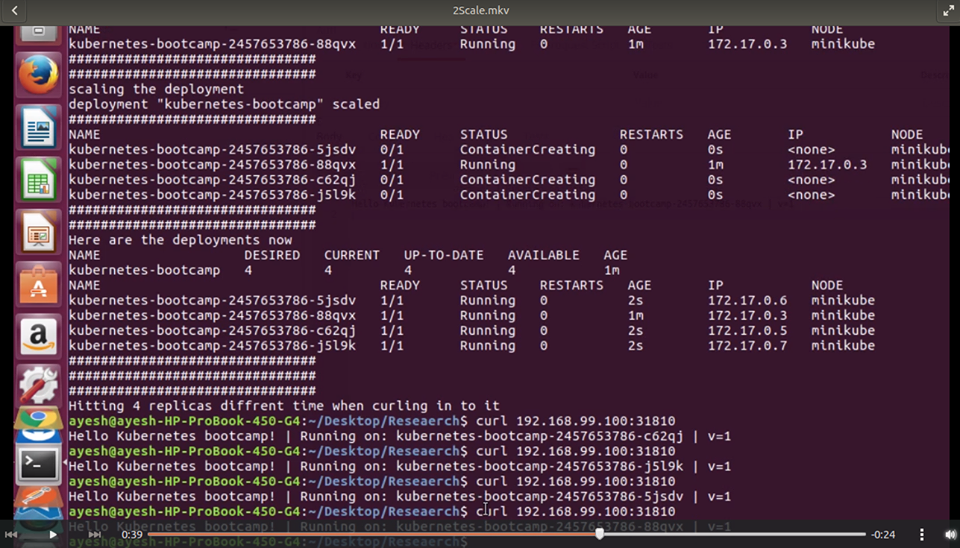 2Scale.mkv
NAME READY STATUS RESTARTS AGE IP NODE
kubernetes-bootcamp-2457653786-88qvx 1/1 Running 0 1m 172.17.0.3 minikube
###############################
###############################
scaling the deployment
deployment "kubernetes-bootcamp" scaled
###############################
NAME READY STATUS RESTARTS AGE IP NODE
kubernetes-bootcamp-2457653786-5jsdv 0/1 ContainerCreating 0 0s <none> minikube
kubernetes-bootcamp-2457653786-88qvx 1/1 Running 0 1m 172.17.0.3 minikube
kubernetes-bootcamp-2457653786-c62qj 0/1 ContainerCreating 0 0s <none> minikube
kubernetes-bootcamp-2457653786-j5l9k 0/1 ContainerCreating 0 0s <none> minikube
###############################
###############################
Here are the deployments now
NAME DESIRED CURRENT UP-TO-DATE AVAILABLE AGE
kubernetes-bootcamp 4 4 4 4 1m
NAME READY STATUS RESTARTS AGE IP NODE
kubernetes-bootcamp-2457653786-5jsdv 1/1 Running 0 2s 172.17.0.6 minikube
kubernetes-bootcamp-2457653786-88qvx 1/1 Running 0 1m 172.17.0.3 minikube
kubernetes-bootcamp-2457653786-c62qj 1/1 Running 0 2s 172.17.0.5 minikube
kubernetes-bootcamp-2457653786-j5l9k 1/1 Running 0 2s 172.17.0.7 minikube
###############################
###############################
###############################
Hitting 4 replicas diffrent time when curling in to it
ayesh@ayesh-HP-ProBook-450-G4:~/Desktop/Reseaerch$ curl 192.168.99.100:31810
Hello Kubernetes bootcamp! | Running on: kubernetes-bootcamp-2457653786-c62qj | v=1
ayesh@ayesh-HP-ProBook-450-G4:~/Desktop/Reseaerch$ curl 192.168.99.100:31810
Hello Kubernetes bootcamp! | Running on: kubernetes-bootcamp-2457653786-j5l9k | v=1
ayesh@ayesh-HP-ProBook-450-G4:~/Desktop/Reseaerch$ curl 192.168.99.100:31810
Hello Kubernetes bootcamp! | Running on: kubernetes-bootcamp-2457653786-5jsdv | v=1
ayesh@ayesh-HP-ProBook-450-G4:~/Desktop/Reseaerch$ curl 192.168.99.100:31810
Hello Kubernetes bootcamp! | Running on: kubernetes-bootcamp-2457653786-88qvx | v=1
0:39 -0:24